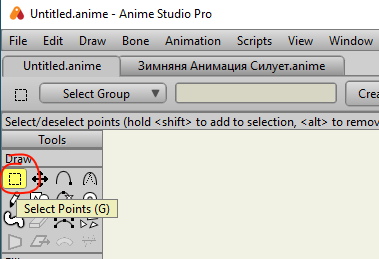 Untitled.anime - Anime Studio Pro
File Edit Draw Bone Animation Scripts View Window Help
Untitled.anime Зимняня Анимация Силует.anime
Select Group Crea
Select/deselect points (hold <shift> to add to selection, <alt> to remov
Tools
Draw
Select Points (G)